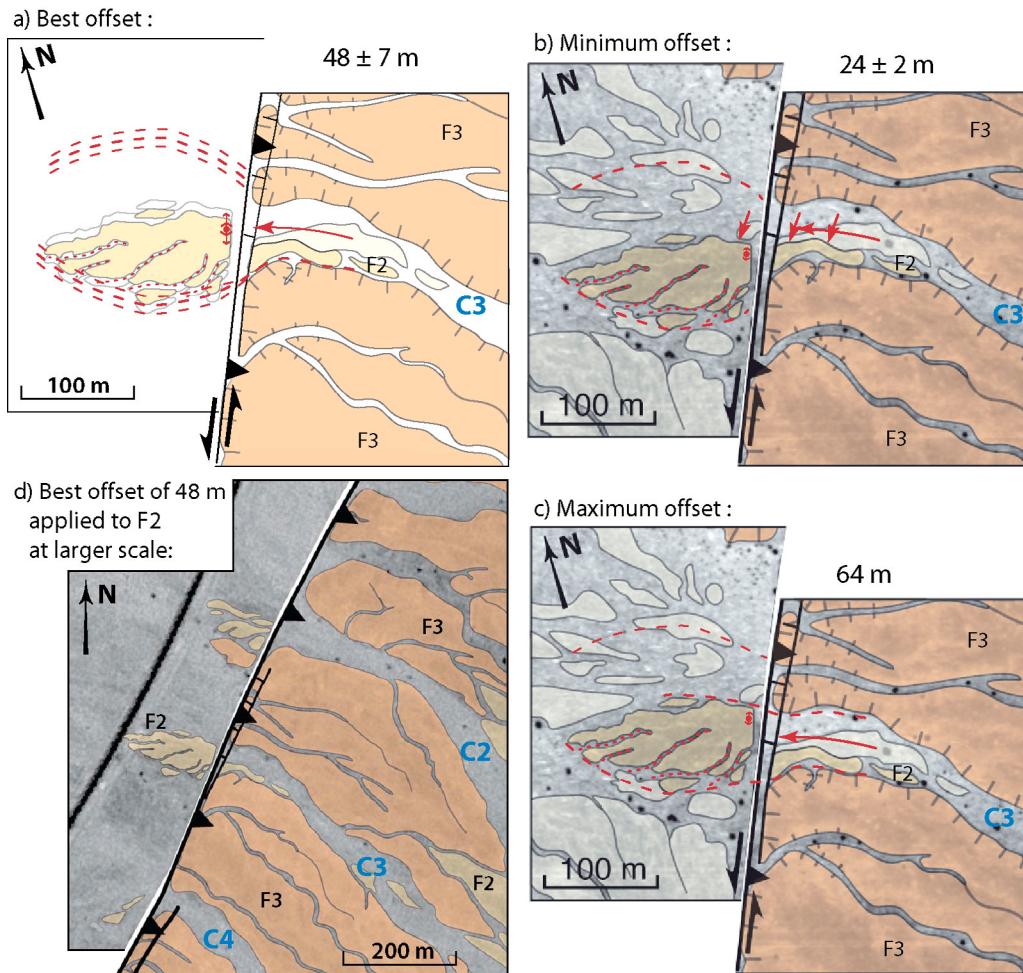 a) Best offset :
N
48 ± 7 m
F3
F2
C3
100 m
F3
b) Minimum offset :
N
24 ± 2 m
F3
F2
C3
100 m
F3
d) Best offset of 48 m
applied to F2
at larger scale:
N
F3
F2
C2
C3
F2
F3
C4
200 m
c) Maximum offset :
N
64 m
F3
F2
C3
100 m
F3